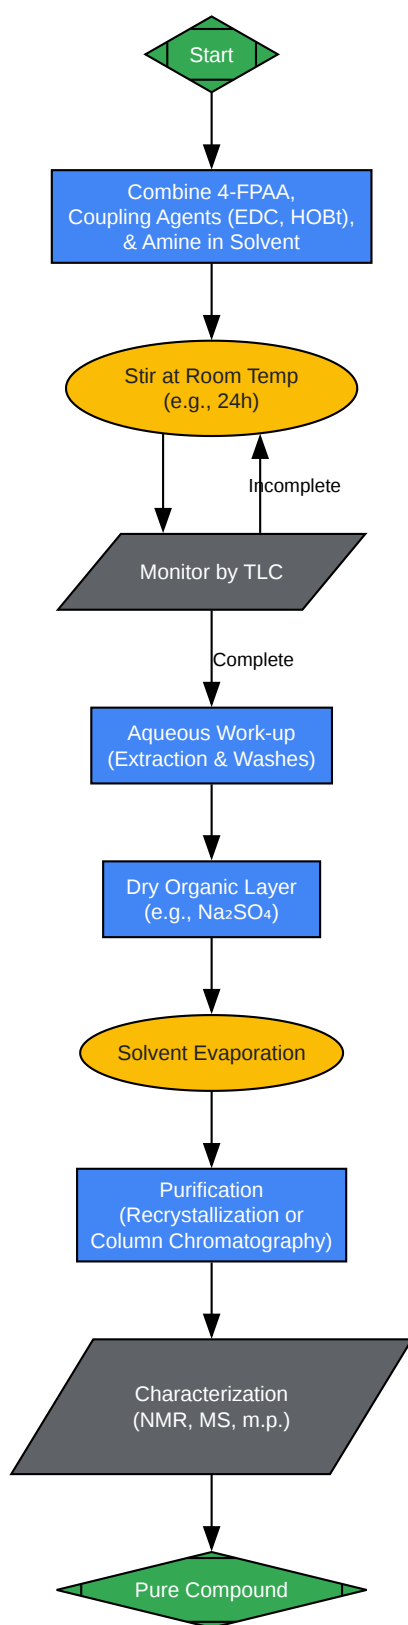 Start
Combine 4-FPAA,
Coupling Agents (EDC, HOBt),
& Amine in Solvent
Stir at Room Temp
(e.g., 24h)
Incomplete
Monitor by TLC
Complete
Aqueous Work-up
(Extraction & Washes)
Dry Organic Layer
(e.g., Na₂SO₄)
Solvent Evaporation
Purification
(Recrystallization or
Column Chromatography)
Characterization
(NMR, MS, m.p.)
Pure Compound